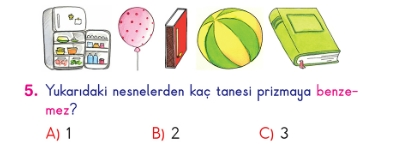 5. Yukarıdaki nesnelerden kaç tanesi prizmaya benze-
mez?
A) 1 B) 2 C) 3